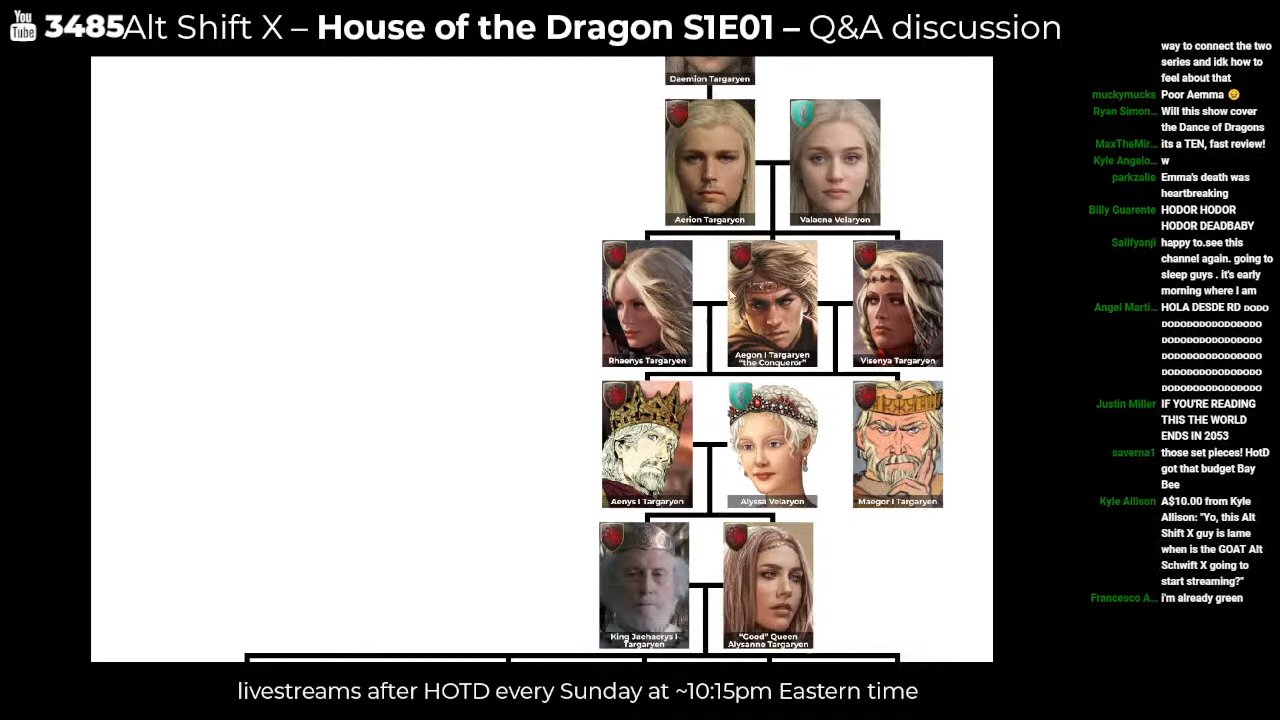 You Tube 3485 Alt Shift X – House of the Dragon S1E01 – Q&A discussion
Daemion Targaryen
Aerion Targaryen
Valaena Velaryon
Rhaenys Targaryen
Aegon I Targaryen
“the Conqueror”
Visenya Targaryen
Aenys I Targaryen
Alyssa Velaryon
Maegor I Targaryen
King Jaehaerys I
Targaryen
“Good” Queen
Alysanne Targaryen
livestreams after HOTD every Sunday at ~10:15pm Eastern time
way to connect the two
series and idk how to
feel about that
muckymucks Poor Aemma 😣
Ryan Simon... Will this show cover
the Dance of Dragons
MaxTheMir... its a TEN, fast review!
Kyle Angelo... w
parkzalie Emma's death was
heartbreaking
Billy Guarente HODOR HODOR
HODOR DEADBABY
Salifyanji happy to.see this
channel again. going to
sleep guys . it's early
morning where I am
Angel Marti... HOLA DESDE RD DODO
DODODODODODODODO
DODODODODODODODO
DODODODODODODODO
DODODODODODODODO
DODODODODODODODO
Justin Miller IF YOU'RE READING
THIS THE WORLD
ENDS IN 2053
saverna1 those set pieces! HotD
got that budget Bay
Bee
Kyle Allison A$10.00 from Kyle
Allison: "Yo, this Alt
Shift X guy is lame
when is the GOAT Alt
Schwift X going to
start streaming?"
Francesco A... i'm already green